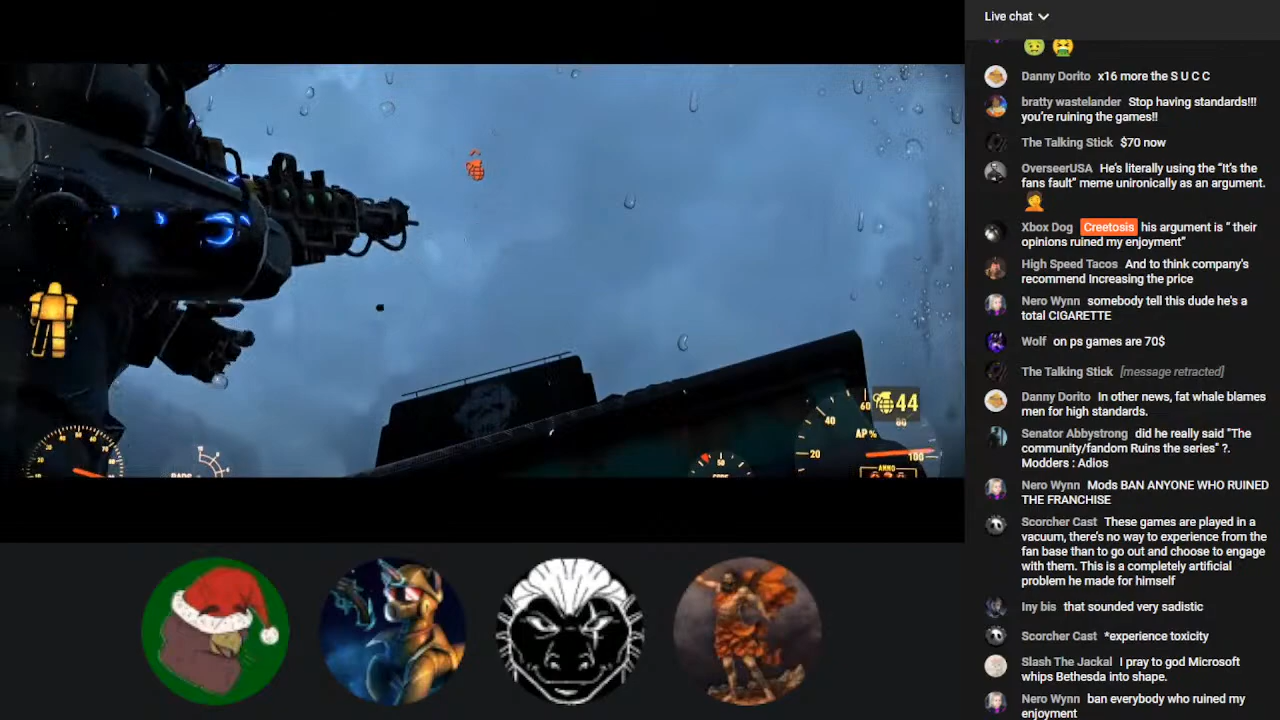 Live chat
Danny Dorito x16 more the S U C C
bratty wastelander Stop having standards!!!
you're ruining the games!!
The Talking Stick $70 now
OverseerUSA He's literally using the “It's the
fans fault” meme unironically as an argument.
Xbox Dog Creetosis his argument is “ their
opinions ruined my enjoyment”
High Speed Tacos And to think company's
recommend Increasing the price
Nero Wynn somebody tell this dude he's a
total CIGARETTE
Wolf on ps games are 70$
The Talking Stick [message retracted]
Danny Dorito In other news, fat whale blames
men for high standards.
Senator Abbystrong did he really said "The
community/fandom Ruins the series" ?.
Modders : Adios
Nero Wynn Mods BAN ANYONE WHO RUINED
THE FRANCHISE
Scorcher Cast These games are played in a
vacuum, there's no way to experience from the
fan base than to go out and choose to engage
with them. This is a completely artificial
problem he made for himself
Iny bis that sounded very sadistic
Scorcher Cast *experience toxicity
Slash The Jackal I pray to god Microsoft
whips Bethesda into shape.
Nero Wynn ban everybody who ruined my
enjoyment
44
60
80
40
AP %
20
100
AMMO
50